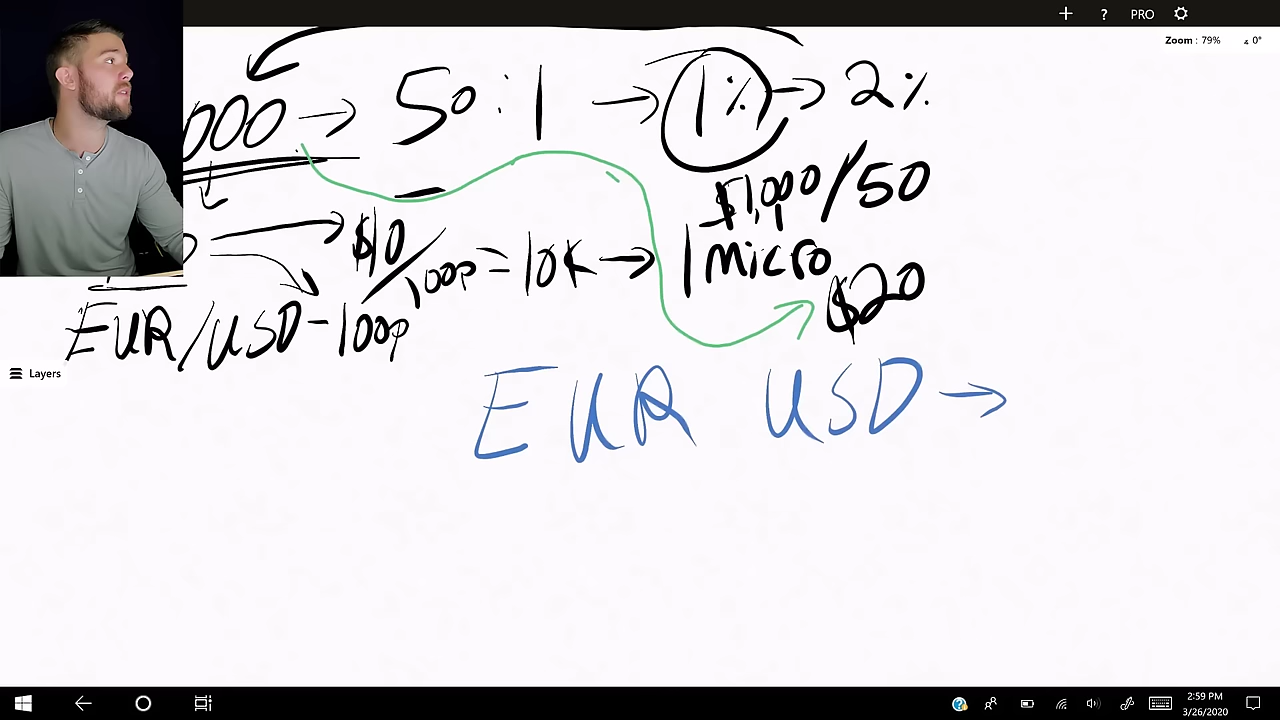 + ? PRO
Zoom : 79% 0°
000 → 50 : 1 → 1% → 2%
$1,000/50
$10/100p = 10K → 1 micro
$20
EUR/USD - 100p
Layers
EUR USD →
2:59 PM
3/26/2020